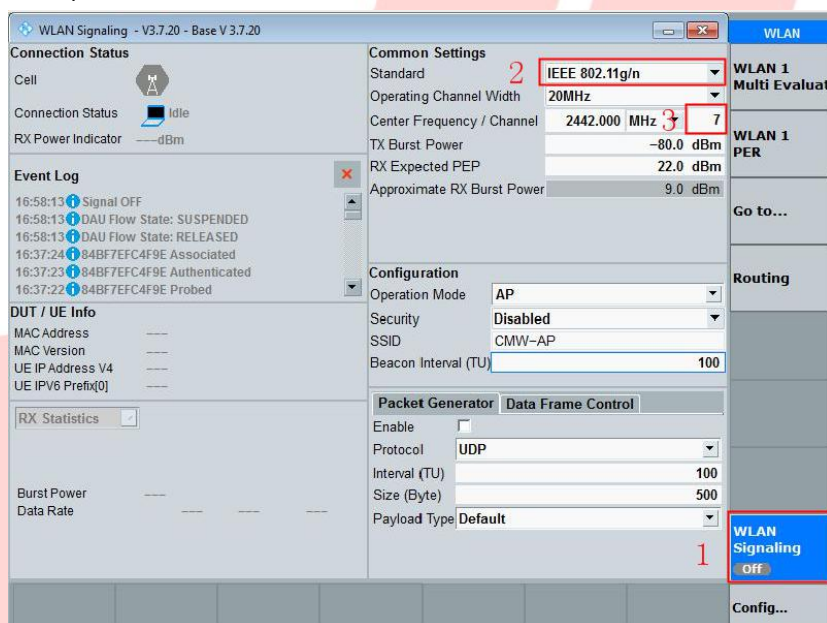 WLAN Signaling - V3.7.20 - Base V 3.7.20
WLAN
Connection Status
Cell
Connection Status Idle
RX Power Indicator ---dBm
Event Log
16:58:13 Signal OFF
16:58:13 DAU Flow State: SUSPENDED
16:58:13 DAU Flow State: RELEASED
16:37:24 84BF7EFC4F9E Associated
16:37:23 84BF7EFC4F9E Authenticated
16:37:22 84BF7EFC4F9E Probed
DUT / UE Info
MAC Address ---
MAC Version ---
UE IP Address V4 ---
UE IPV6 Prefix[0] ---
RX Statistics
Burst Power ---
Data Rate --- --- ---
Common Settings
Standard 2 IEEE 802.11g/n
Operating Channel Width 20MHz
Center Frequency / Channel 2442.000 MHz 3 7
TX Burst Power -80.0 dBm
RX Expected PEP 22.0 dBm
Approximate RX Burst Power 9.0 dBm
Configuration
Operation Mode AP
Security Disabled
SSID CMW-AP
Beacon Interval (TU) 100
Packet Generator Data Frame Control
Enable
Protocol UDP
Interval (TU) 100
Size (Byte) 500
Payload Type Default
1
WLAN 1
Multi Evaluat
WLAN 1
PER
Go to...
Routing
WLAN
Signaling
Off
Config...